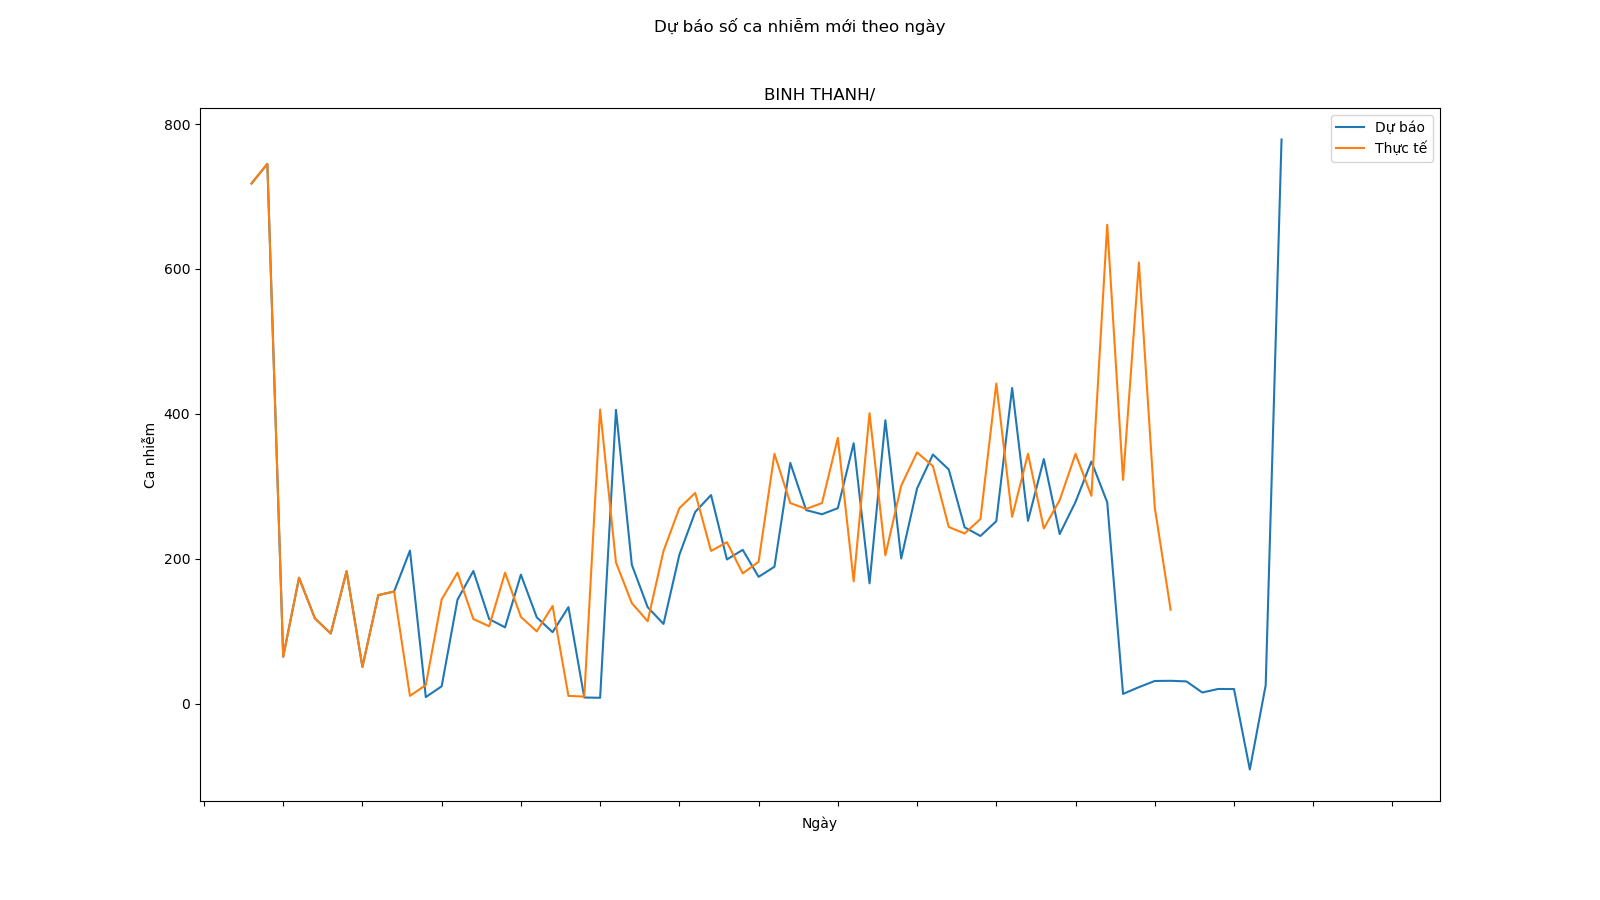 Dự báo số ca nhiễm mới theo ngày
BINH THANH/
Dự báo
Thực tế
800
600
400
200
0
Ca nhiễm
Ngày